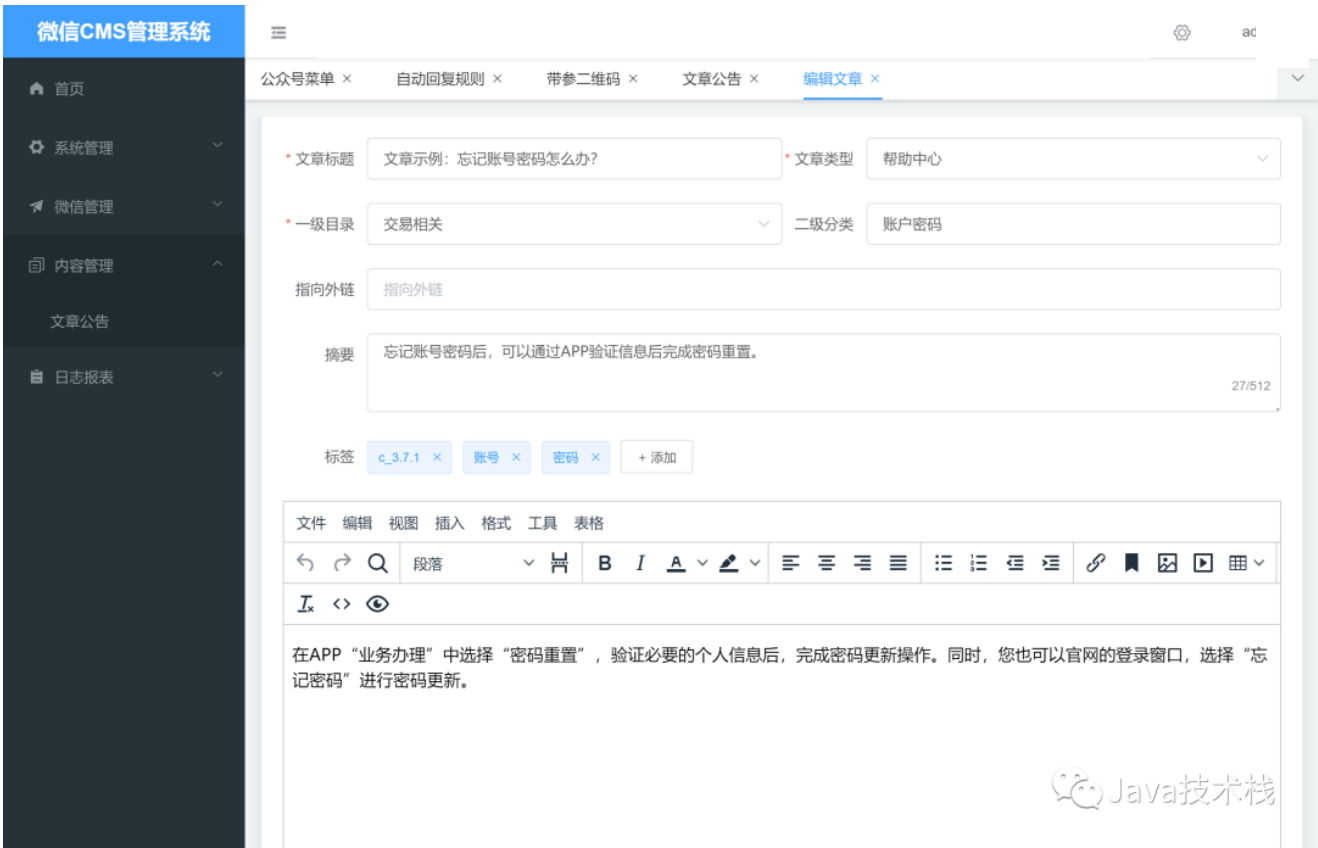 微信CMS管理系统
ad
公众号菜单 × 自动回复规则 × 带参二维码 × 文章公告 × 编辑文章 ×
首页
系统管理
微信管理
内容管理
文章公告
日志报表
* 文章标题 文章示例：忘记账号密码怎么办？ * 文章类型 帮助中心
* 一级目录 交易相关 二级分类 账户密码
指向外链 指向外链
摘要 忘记账号密码后，可以通过APP验证信息后完成密码重置。
27/512
标签 c_3.7.1 × 账号 × 密码 × + 添加
文件 编辑 视图 插入 格式 工具 表格
段落 B I A
在APP“业务办理”中选择“密码重置”，验证必要的个人信息后，完成密码更新操作。同时，您也可以官网的登录窗口，选择“忘
记密码”进行密码更新。
Java技术栈